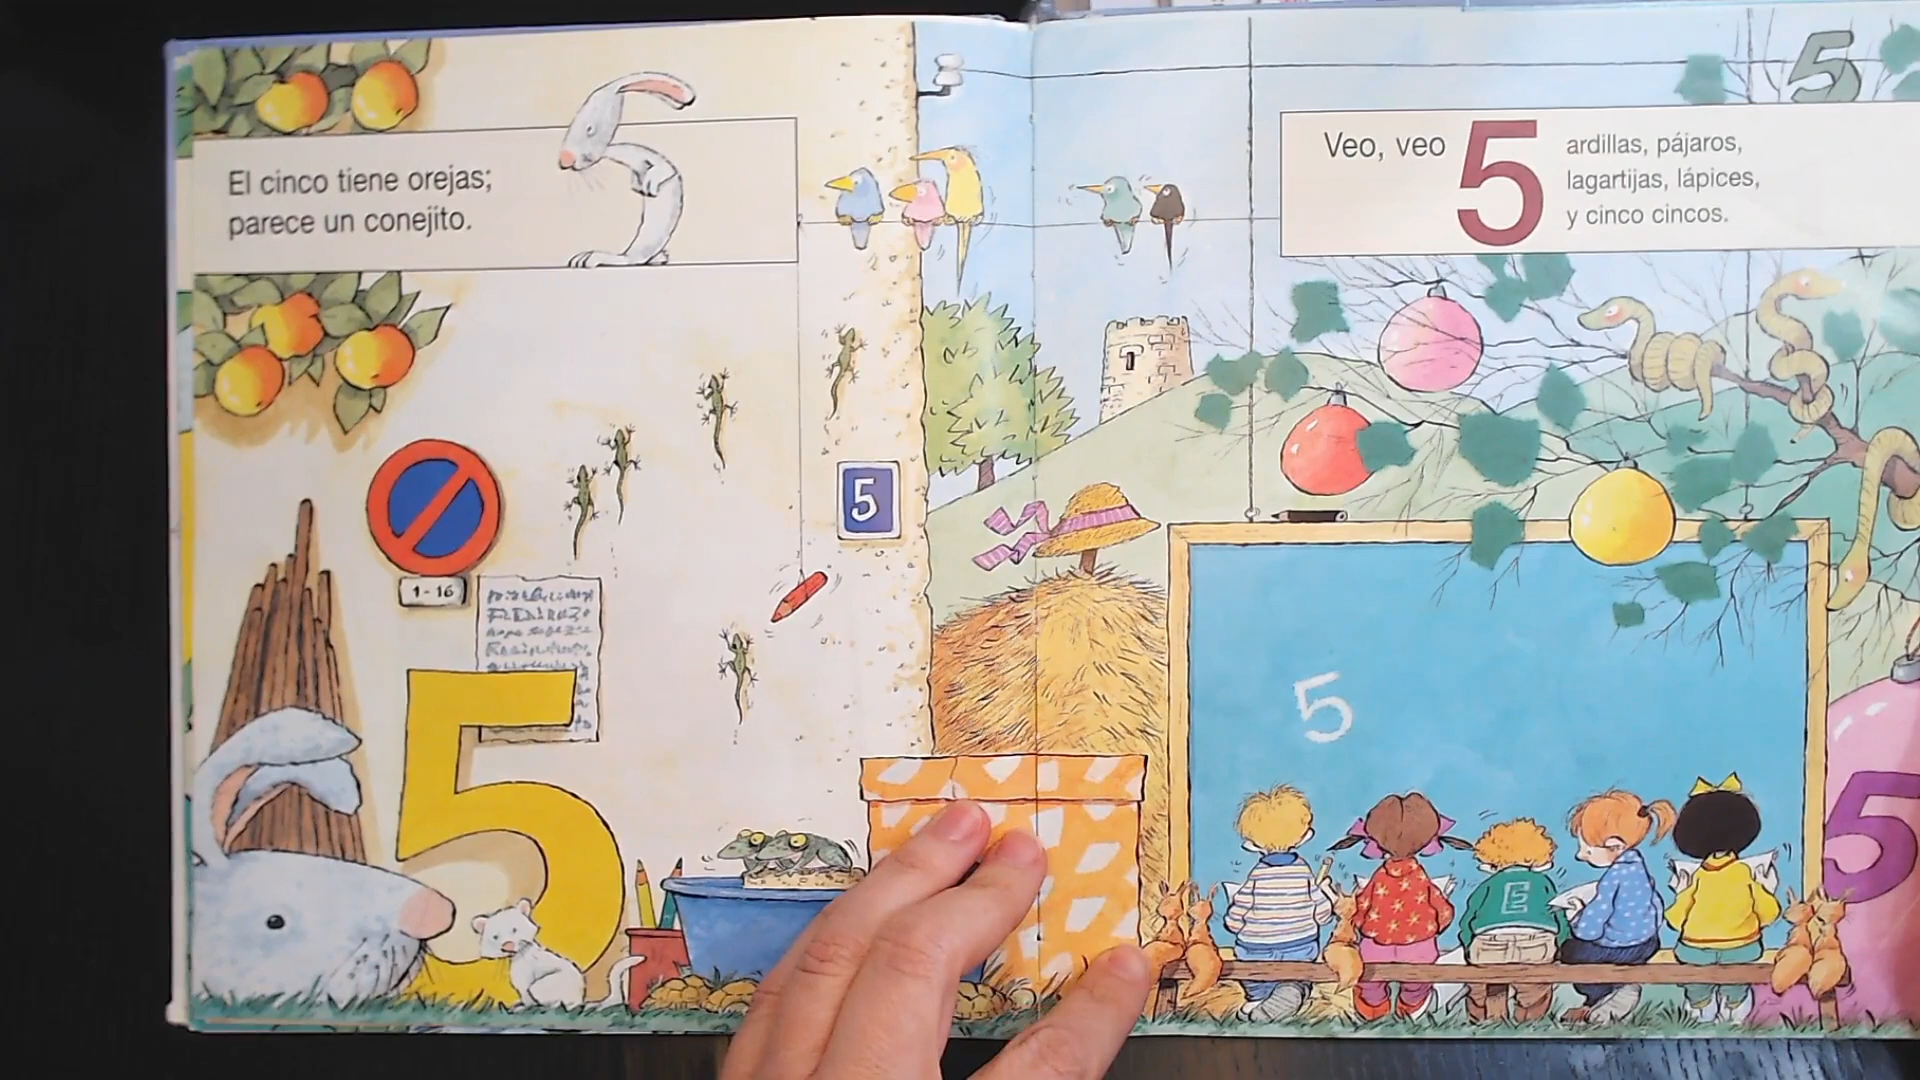 El cinco tiene orejas;
parece un conejito.
5
1-16
5
5
Veo, veo 5 ardillas, pájaros,
lagartijas, lápices,
y cinco cincos.
5
5
E